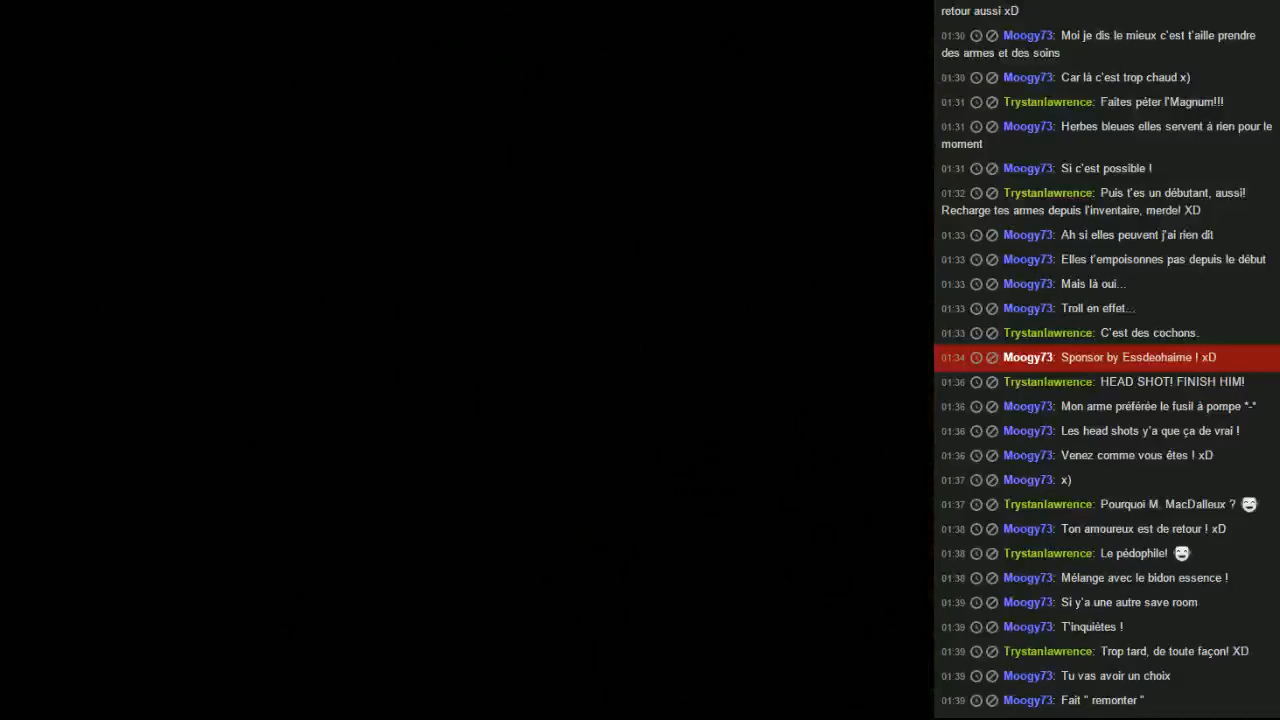 retour aussi xD
01:30 Moogy73: Moi je dis le mieux c'est t'aille prendre
des armes et des soins
01:30 Moogy73: Car là c'est trop chaud x)
01:31 Trystanlawrence: Faites péter l'Magnum!!!
01:31 Moogy73: Herbes bleues elles servent à rien pour le
moment
01:31 Moogy73: Si c'est possible !
01:32 Trystanlawrence: Puis t'es un débutant, aussi!
Recharge tes armes depuis l'inventaire, merde! XD
01:33 Moogy73: Ah si elles peuvent j'ai rien dit
01:33 Moogy73: Elles t'empoisonnes pas depuis le début
01:33 Moogy73: Mais là oui...
01:33 Moogy73: Troll en effet...
01:33 Trystanlawrence: C'est des cochons.
01:34 Moogy73: Sponsor by Essdeohaime ! xD
01:36 Trystanlawrence: HEAD SHOT! FINISH HIM!
01:36 Moogy73: Mon arme préférée le fusil à pompe *-*
01:36 Moogy73: Les head shots y'a que ça de vrai !
01:36 Moogy73: Venez comme vous êtes ! xD
01:37 Moogy73: x)
01:37 Trystanlawrence: Pourquoi M. MacDalleux ?
01:38 Moogy73: Ton amoureux est de retour ! xD
01:38 Trystanlawrence: Le pédophile!
01:38 Moogy73: Mélange avec le bidon essence !
01:39 Moogy73: Si y'a une autre save room
01:39 Moogy73: T'inquiètes !
01:39 Trystanlawrence: Trop tard, de toute façon! XD
01:39 Moogy73: Tu vas avoir un choix
01:39 Moogy73: Fait " remonter "